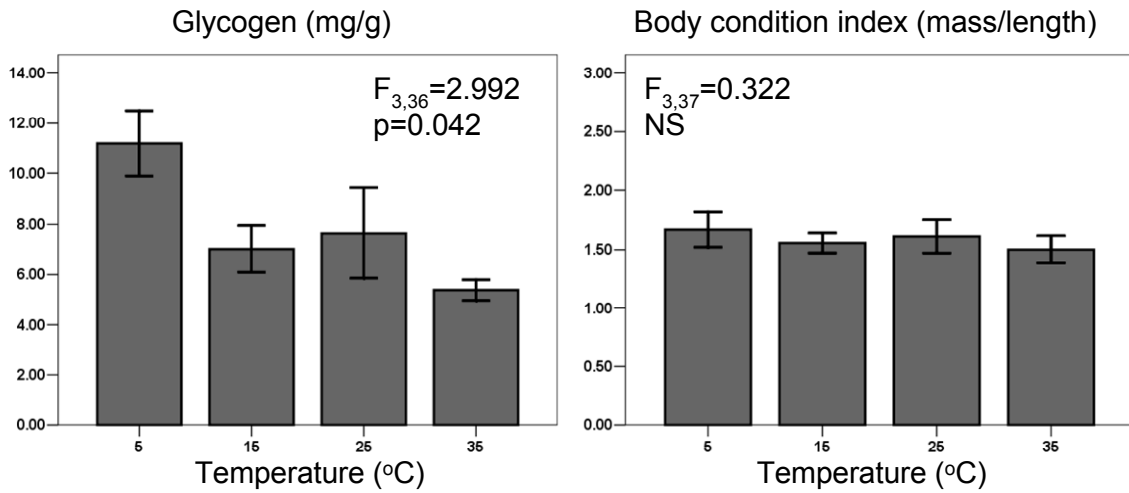 Glycogen (mg/g)
14.00
12.00
10.00
8.00
6.00
4.00
2.00
0.00
F3,36=2.992
p=0.042
5 15 25 35
Temperature (oC)
Body condition index (mass/length)
3.00
2.50
2.00
1.50
1.00
0.50
0.00
F3,37=0.322
NS
5 15 25 35
Temperature (oC)